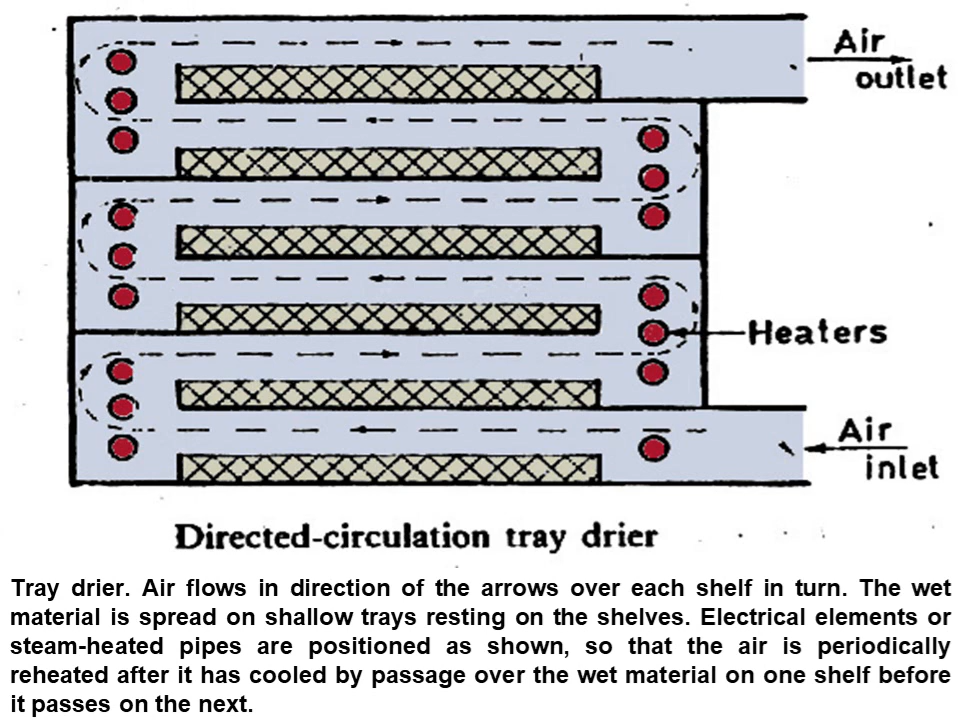 Air
outlet
Heaters
Air
inlet
Directed-circulation tray drier
Tray drier. Air flows in direction of the arrows over each shelf in turn. The wet
material is spread on shallow trays resting on the shelves. Electrical elements or
steam-heated pipes are positioned as shown, so that the air is periodically
reheated after it has cooled by passage over the wet material on one shelf before
it passes on the next.